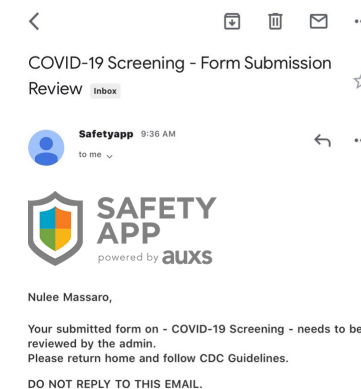 COVID-19 Screening - Form Submission
Review Inbox
Safetyapp 9:36 AM
to me
SAFETY
APP
powered by auxs
Nulee Massaro,
Your submitted form on - COVID-19 Screening - needs to be
reviewed by the admin.
Please return home and follow CDC Guidelines.
DO NOT REPLY TO THIS EMAIL.